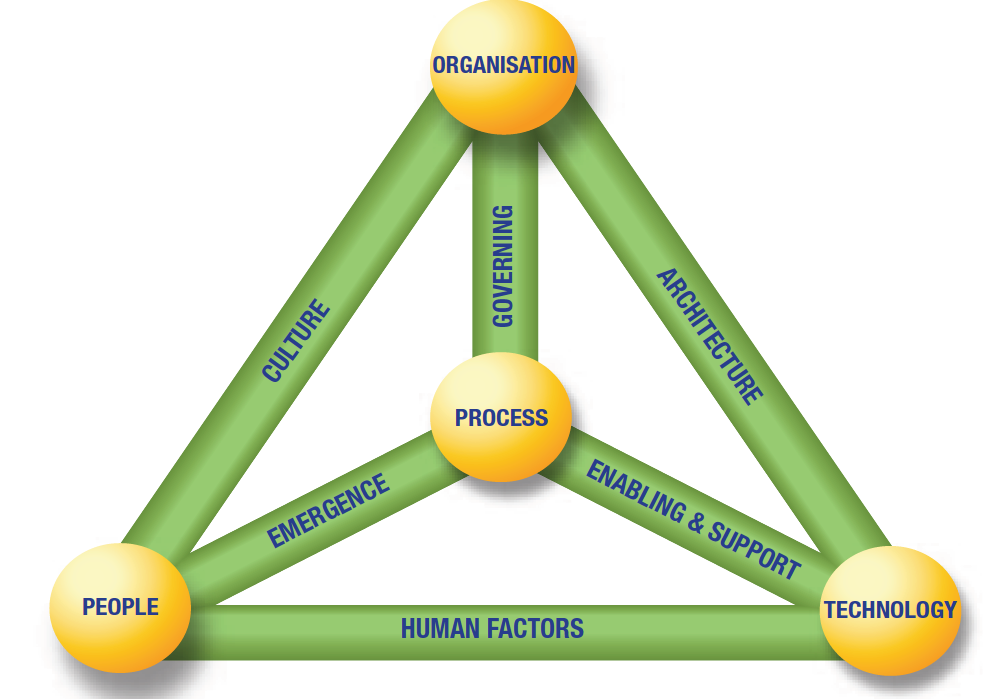 ORGANISATION
GOVERNING
CULTURE
ARCHITECTURE
PROCESS
EMERGENCE
ENABLING & SUPPORT
PEOPLE
TECHNOLOGY
HUMAN FACTORS